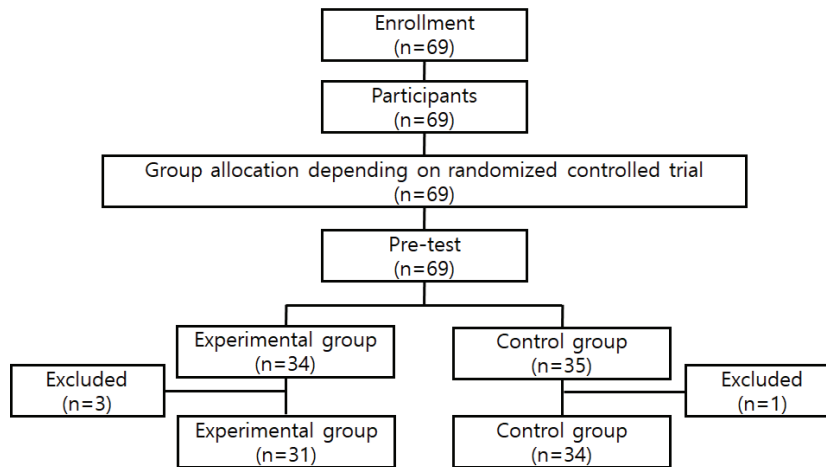 Enrollment
(n=69)
Participants
(n=69)
Group allocation depending on randomized controlled trial
(n=69)
Pre-test
(n=69)
Experimental group
(n=34)
Control group
(n=35)
Excluded
(n=3)
Excluded
(n=1)
Experimental group
(n=31)
Control group
(n=34)